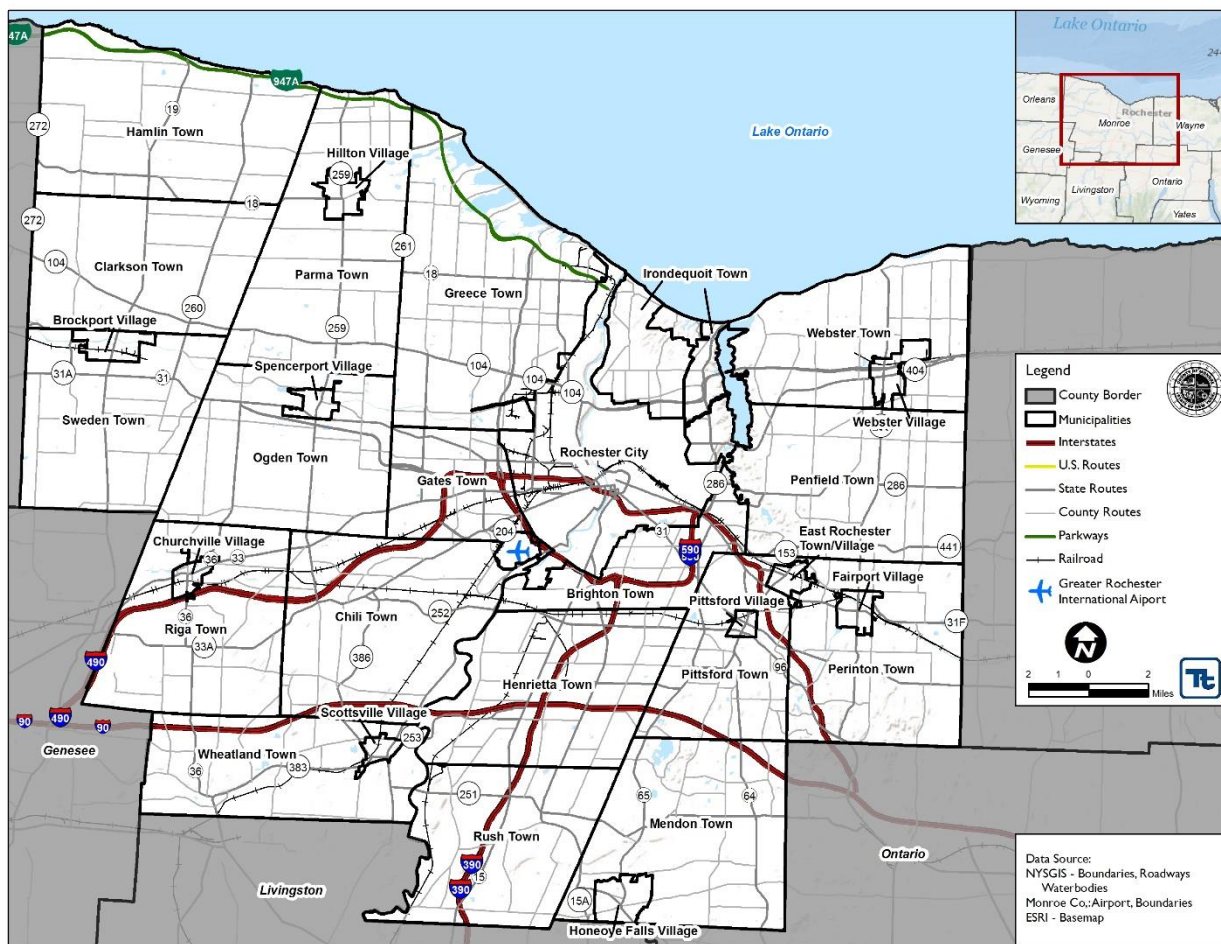 47A
947A
Lake Ontario
272
19
Hamlin Town
Hillton Village
259
18
272
261
104
Clarkson Town
Parma Town
18
Greece Town
Irondequoit Town
260
259
Brockport Village
Webster Town
31A
31
Spencerport Village
104
104
104
404
Sweden Town
Webster Village
Ogden Town
Rochester City
Gates Town
286
Penfield Town
286
204
31
East Rochester
Town/Village
Churchville Village
36
33
590
153
441
Fairport Village
Brighton Town
Pittsford Village
252
Chili Town
36
Riga Town
33A
31F
386
490
96
Pittsford Town
Perinton Town
Henrietta Town
Scottsville Village
90
490
90
253
Genesee
Wheatland Town
36
383
251
65
64
Mendon Town
Rush Town
Ontario
390
15
390
Livingston
15A
Honeoye Falls Village
Lake Ontario
24
Orleans
Rochester
Monroe
Wayne
Genesee
Livingston
Ontario
Wyoming
Yates
Legend
County Border
Municipalities
Interstates
U.S. Routes
State Routes
County Routes
Parkways
Railroad
Greater Rochester
International Aiport
N
2 1 0 2
Miles
Tt
Data Source:
NYSGIS - Boundaries, Roadways
Waterbodies
Monroe Co,:Airport, Boundaries
ESRI - Basemap